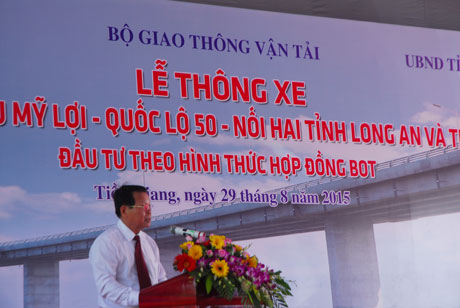 BỘ GIAO THÔNG VẬN TẢI
UBND
LỄ THÔNG XE
MỸ LỢI - QUỐC LỘ 50 - NỐI HAI TỈNH LONG AN VÀ
ĐẦU TƯ THEO HÌNH THỨC HỢP ĐỒNG BOT
Tiền Giang, ngày 29 tháng 8 năm 2015